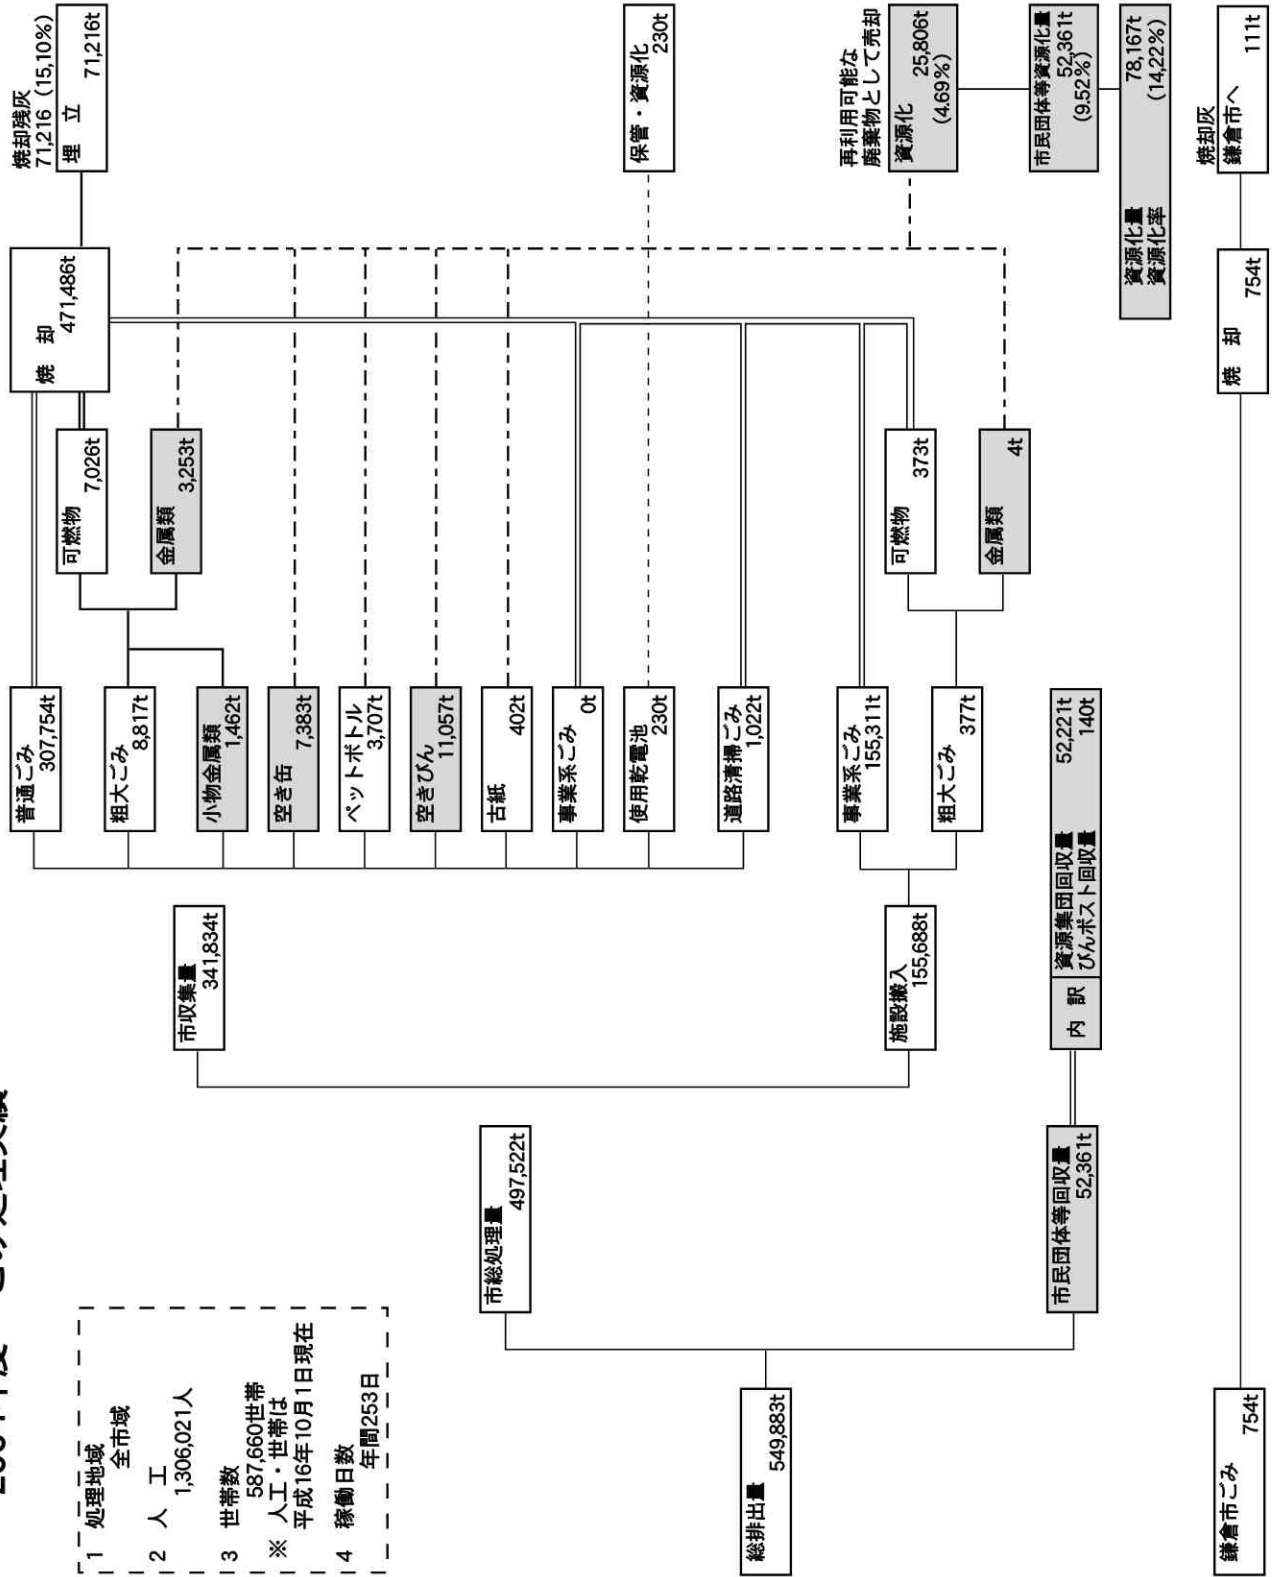 1 処理地域
全市域
2 人 工
1,306,021人
3 世帯数
587,660世帯
※ 人工・世帯は
平成16年10月1日現在
4 稼働日数
年間253日
総排出量
549,883t
鎌倉市ごみ
754t
市総処理量
497,522t
市民団体等回収量
52,361t
市収集量
341,834t
施設搬入
155,688t
内 訳
資源集団回収量 52,221t
びんポスト回収量 140t
普通ごみ
307,754t
粗大ごみ
8,817t
小物金属類
1,462t
空き缶
7,383t
ペットボトル
3,707t
空きびん
11,057t
古紙
402t
事業系ごみ
0t
使用乾電池
230t
道路清掃ごみ
1,022t
事業系ごみ
155,311t
粗大ごみ
377t
可燃物
7,026t
金属類
3,253t
可燃物
373t
金属類
4t
焼 却
471,486t
焼 却
754t
焼却残灰
71,216 (15,10%)
埋 立
71,216t
保管・資源化
230t
再利用可能な
廃棄物として売却
資源化
25,806t
(4.69%)
市民団体等資源化量
52,361t
(9.52%)
資源化量 78,167t
資源化率 (14,22%)
焼却灰
鎌倉市へ
111t